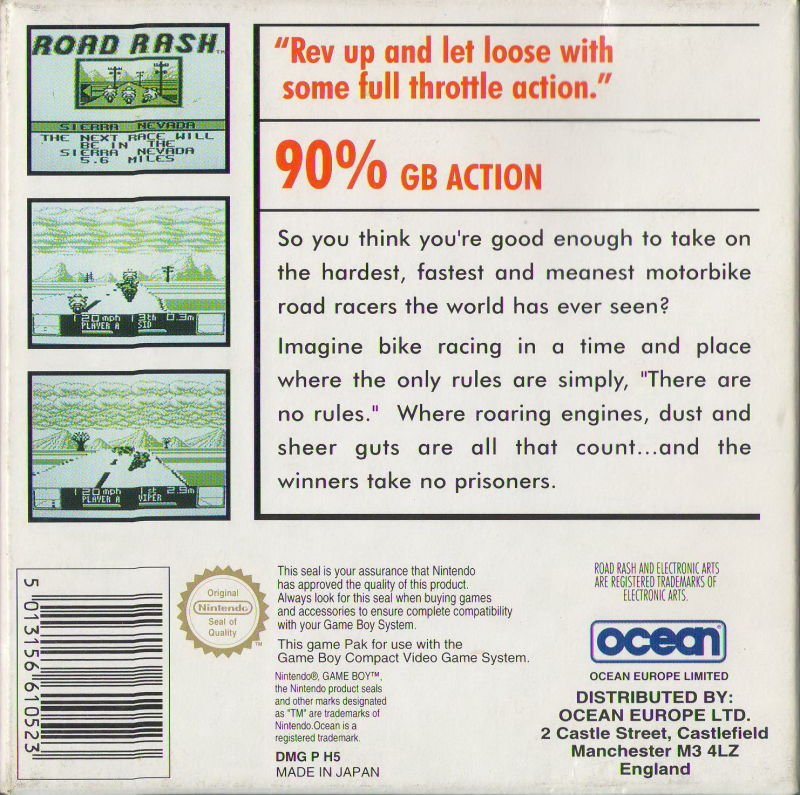 ROAD RASH™
SIERRA NEVADA
THE NEXT RACE WILL
BE IN THE
SIERRA NEVADA
5.6 MILES
120mph 13th 0.3m
PLAYER A SID
120mph 1st 2.9m
PLAYER A VIPER
“Rev up and let loose with
some full throttle action.”
90% GB ACTION
So you think you're good enough to take on
the hardest, fastest and meanest motorbike
road racers the world has ever seen?
Imagine bike racing in a time and place
where the only rules are simply, "There are
no rules." Where roaring engines, dust and
sheer guts are all that count...and the
winners take no prisoners.
5 013156 610523
Original
Nintendo
Seal of
Quality
TM
This seal is your assurance that Nintendo
has approved the quality of this product.
Always look for this seal when buying games
and accessories to ensure complete compatibility
with your Game Boy System.
This game Pak for use with the
Game Boy Compact Video Game System.
Nintendo®, GAME BOY™,
the Nintendo product seals
and other marks designated
as "TM" are trademarks of
Nintendo.Ocean is a
registered trademark.
DMG P H5
MADE IN JAPAN
ROAD RASH AND ELECTRONIC ARTS
ARE REGISTERED TRADEMARKS OF
ELECTRONIC ARTS.
ocean
OCEAN EUROPE LIMITED
DISTRIBUTED BY:
OCEAN EUROPE LTD.
2 Castle Street, Castlefield
Manchester M3 4LZ
England